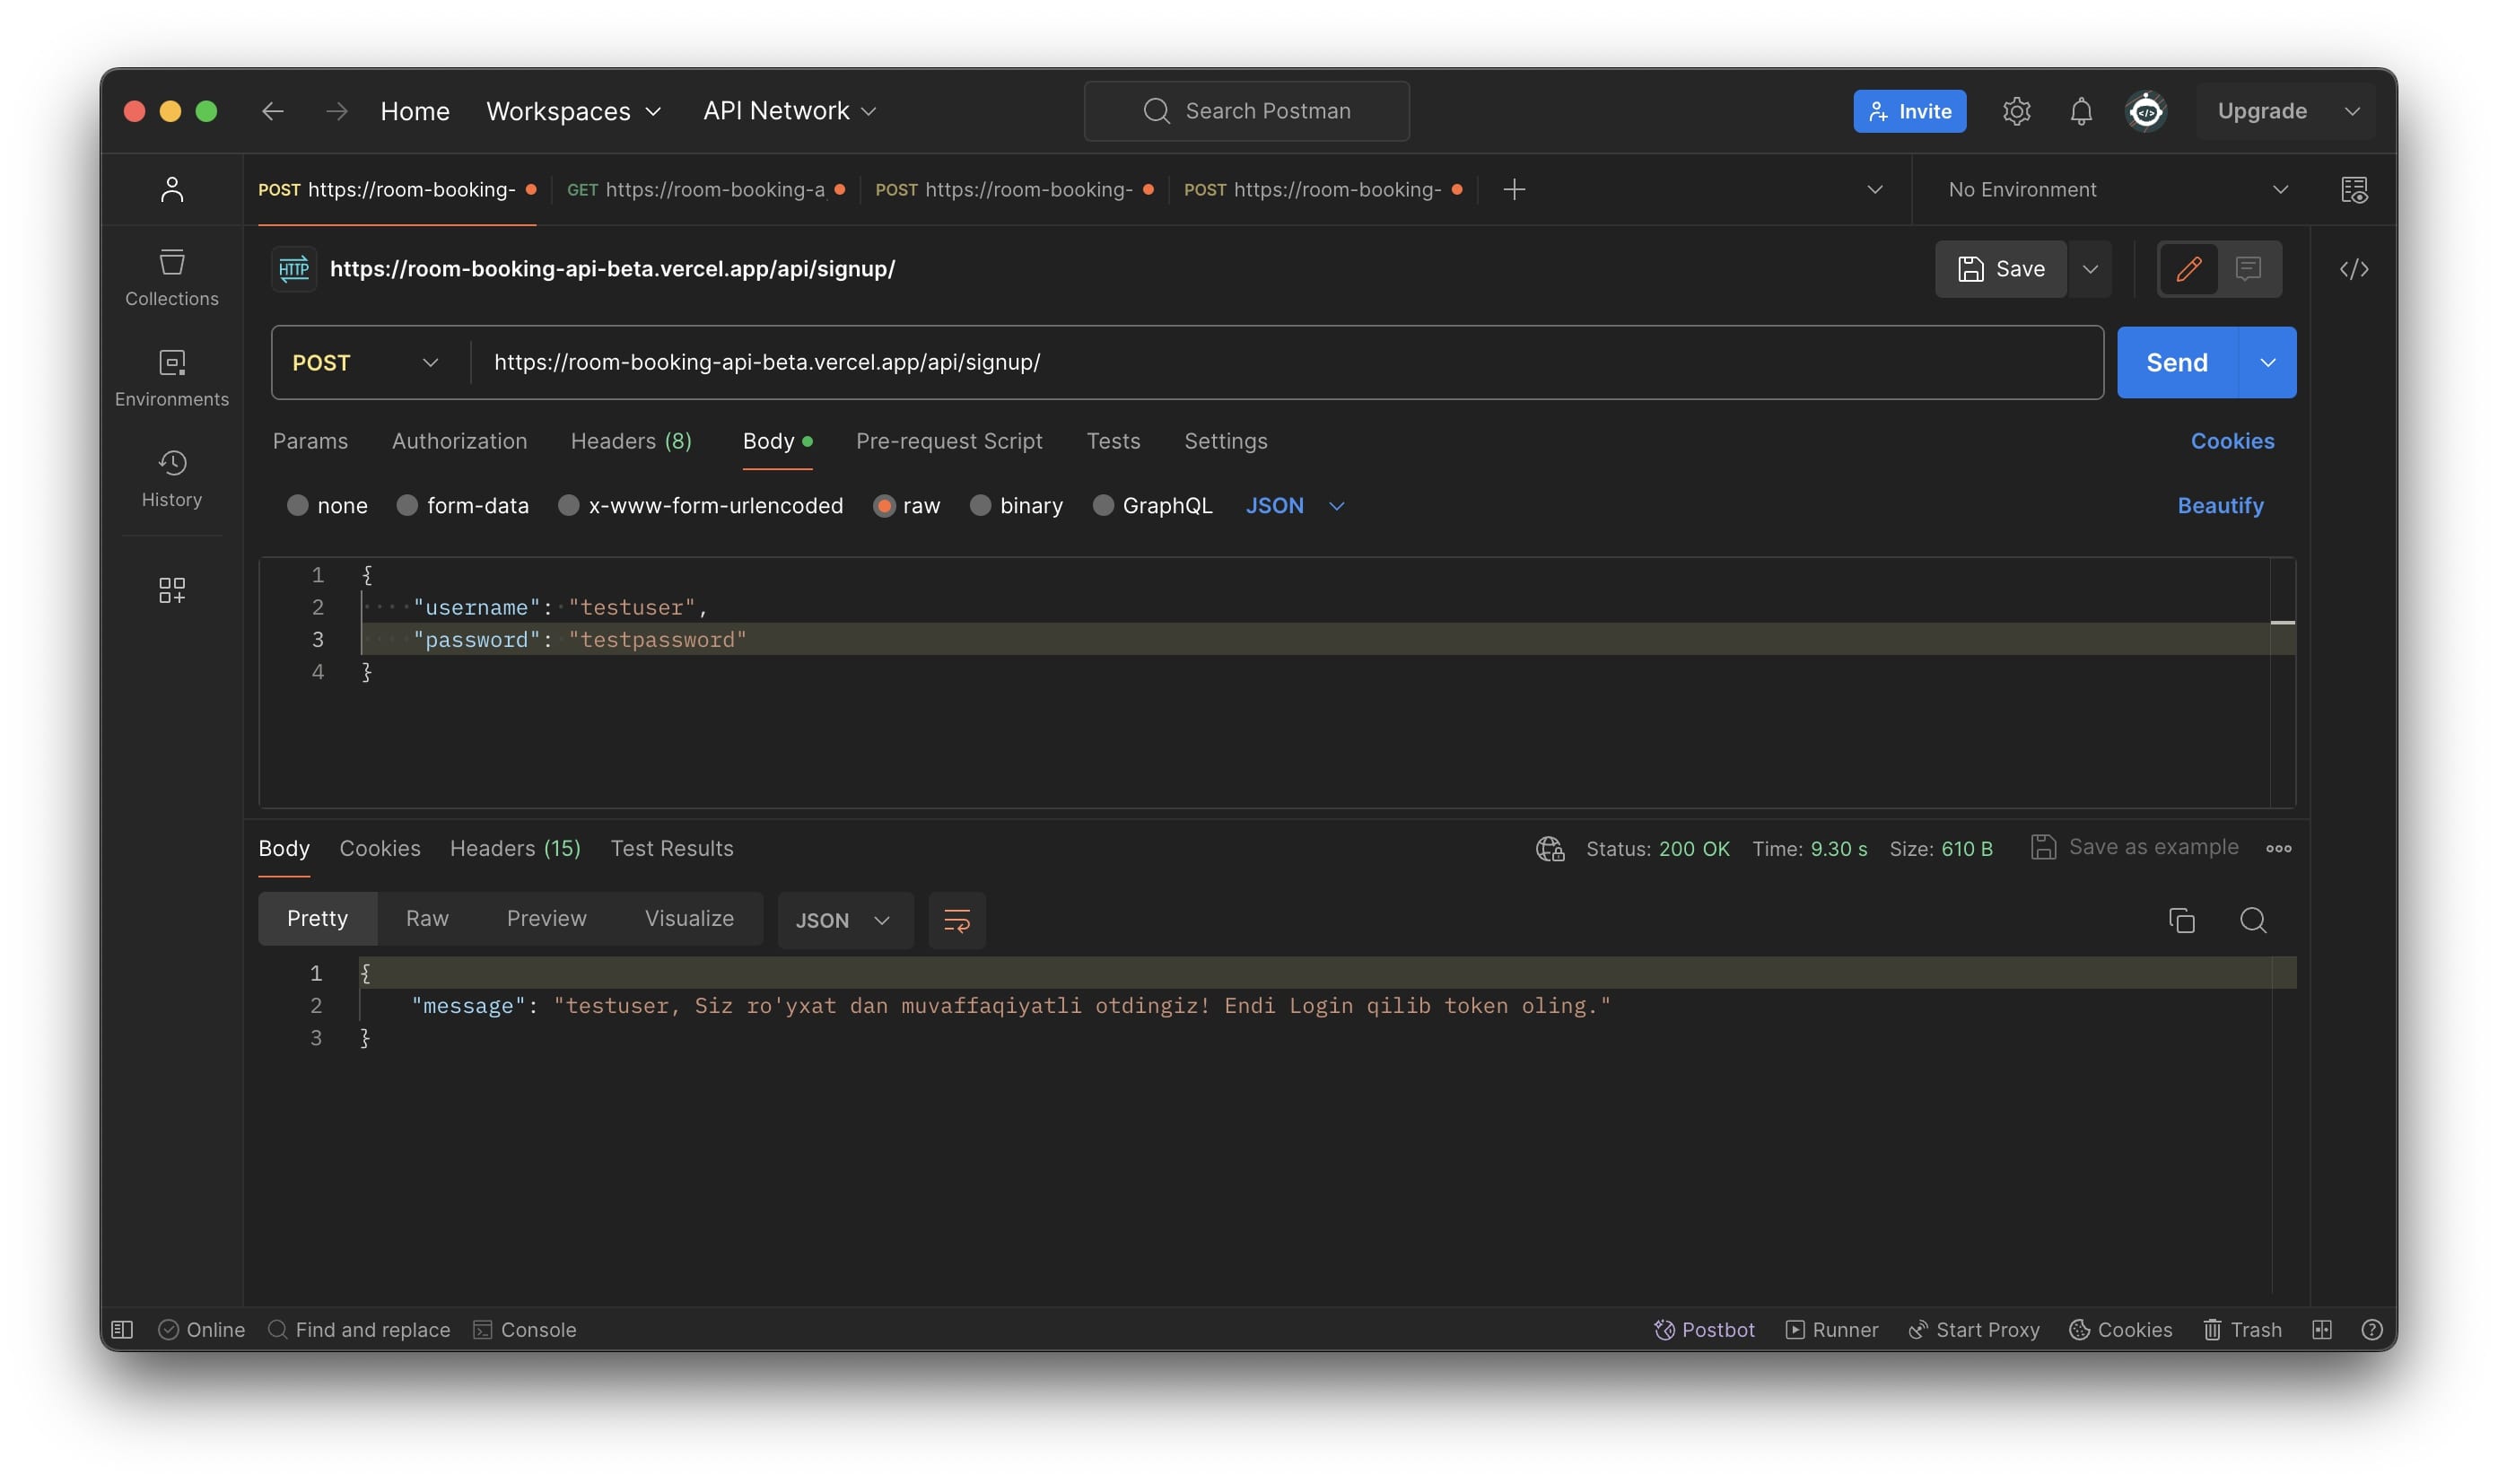 Home Workspaces API Network Search Postman Invite Upgrade
POST https://room-booking- GET https://room-booking-a POST https://room-booking- POST https://room-booking- No Environment
HTTP https://room-booking-api-beta.vercel.app/api/signup/ Save
Collections
POST https://room-booking-api-beta.vercel.app/api/signup/ Send
Environments
Params Authorization Headers (8) Body Pre-request Script Tests Settings Cookies
History
none form-data x-www-form-urlencoded raw binary GraphQL JSON Beautify
1 {
2 "username": "testuser",
3 "password": "testpassword"
4 }
Body Cookies Headers (15) Test Results Status: 200 OK Time: 9.30 s Size: 610 B Save as example
Pretty Raw Preview Visualize JSON
1 {
2 "message": "testuser, Siz ro'yxat dan muvaffaqiyatli otdingiz! Endi Login qilib token oling."
3 }
Online Find and replace Console Postbot Runner Start Proxy Cookies Trash